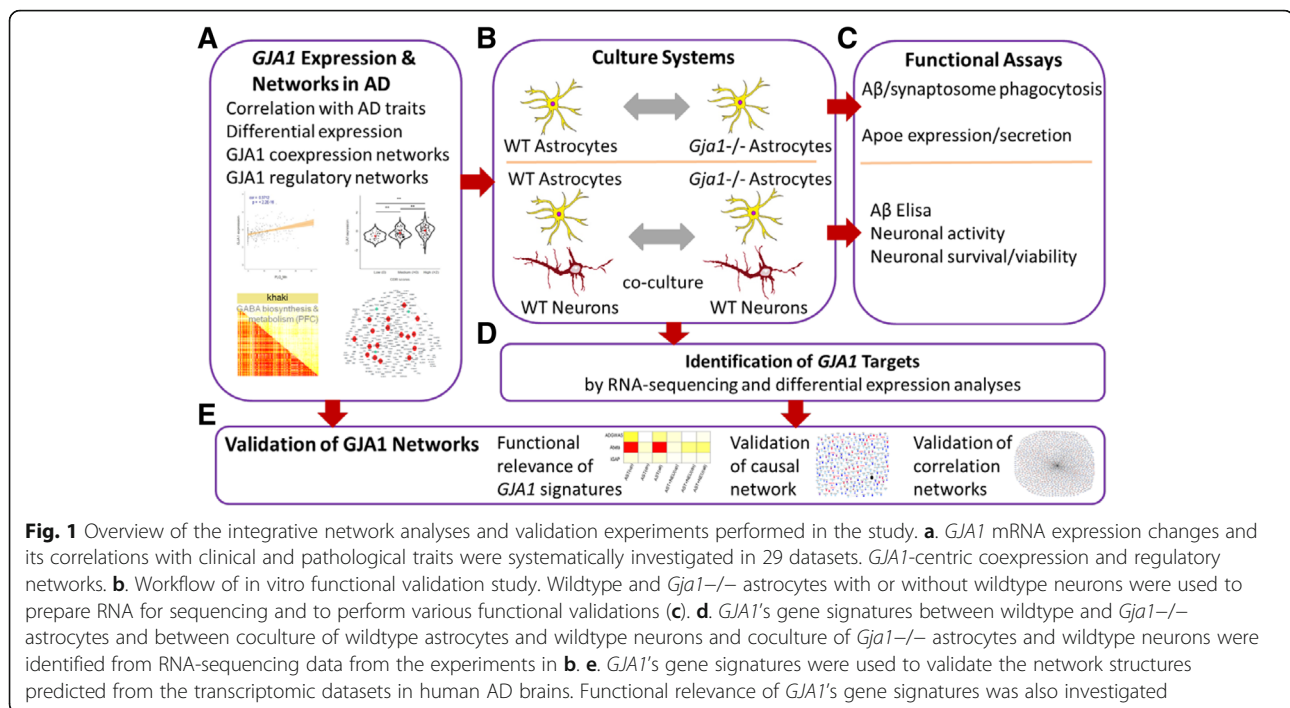 A
GJA1 Expression &
Networks in AD
Correlation with AD traits
Differential expression
GJA1 coexpression networks
GJA1 regulatory networks
khaki
GABA biosynthesis &
metabolism (PFC)
B
Culture Systems
WT Astrocytes
Gja1-/- Astrocytes
WT Astrocytes
Gja1-/- Astrocytes
co-culture
WT Neurons
WT Neurons
C
Functional Assays
Aβ/synaptosome phagocytosis
Apoe expression/secretion
Aβ Elisa
Neuronal activity
Neuronal survival/viability
D
Identification of GJA1 Targets
by RNA-sequencing and differential expression analyses
E
Validation of GJA1 Networks
Functional
relevance of
GJA1 signatures
Validation
of causal
network
Validation of
correlation
networks
Fig. 1 Overview of the integrative network analyses and validation experiments performed in the study. a. GJA1 mRNA expression changes and
its correlations with clinical and pathological traits were systematically investigated in 29 datasets. GJA1-centric coexpression and regulatory
networks. b. Workflow of in vitro functional validation study. Wildtype and Gja1−/− astrocytes with or without wildtype neurons were used to
prepare RNA for sequencing and to perform various functional validations (c). d. GJA1's gene signatures between wildtype and Gja1−/−
astrocytes and between coculture of wildtype astrocytes and wildtype neurons and coculture of Gja1−/− astrocytes and wildtype neurons were
identified from RNA-sequencing data from the experiments in b. e. GJA1's gene signatures were used to validate the network structures
predicted from the transcriptomic datasets in human AD brains. Functional relevance of GJA1's gene signatures was also investigated